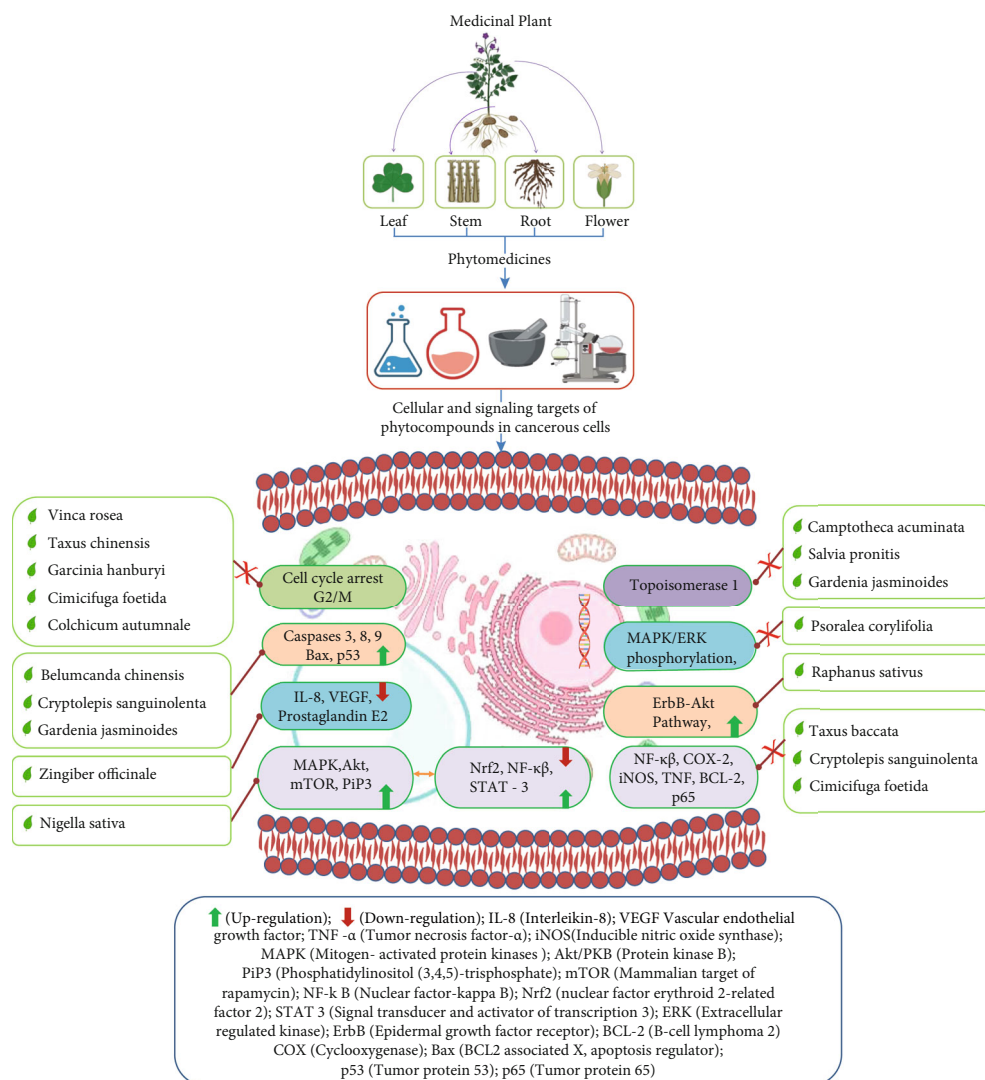 Medicinal Plant
Leaf
Stem
Root
Flower
Phytomedicines
Cellular and signaling targets of
phytocompounds in cancerous cells
Vinca rosea
Taxus chinensis
Garcinia hanburyi
Cimicifuga foetida
Colchicum autumnale
Belumcanda chinensis
Cryptolepis sanguinolenta
Gardenia jasminoides
Zingiber officinale
Nigella sativa
Cell cycle arrest
G2/M
Caspases 3, 8, 9
Bax, p53
IL-8, VEGF,
Prostaglandin E2
MAPK,Akt,
mTOR, PiP3
Nrf2, NF-κβ,
STAT - 3
Topoisomerase 1
MAPK/ERK
phosphorylation,
ErbB-Akt
Pathway,
NF-κβ, COX-2,
iNOS, TNF, BCL-2,
p65
Camptotheca acuminata
Salvia pronitis
Gardenia jasminoides
Psoralea corylifolia
Raphanus sativus
Taxus baccata
Cryptolepis sanguinolenta
Cimicifuga foetida
(Up-regulation); (Down-regulation); IL-8 (Interleikin-8); VEGF Vascular endothelial
growth factor; TNF -α (Tumor necrosis factor-α); iNOS(Inducible nitric oxide synthase);
MAPK (Mitogen- activated protein kinases ); Akt/PKB (Protein kinase B);
PiP3 (Phosphatidylinositol (3,4,5)-trisphosphate); mTOR (Mammalian target of
rapamycin); NF-k B (Nuclear factor-kappa B); Nrf2 (nuclear factor erythroid 2-related
factor 2); STAT 3 (Signal transducer and activator of transcription 3); ERK (Extracellular
regulated kinase); ErbB (Epidermal growth factor receptor); BCL-2 (B-cell lymphoma 2)
COX (Cyclooxygenase); Bax (BCL2 associated X, apoptosis regulator);
p53 (Tumor protein 53); p65 (Tumor protein 65)